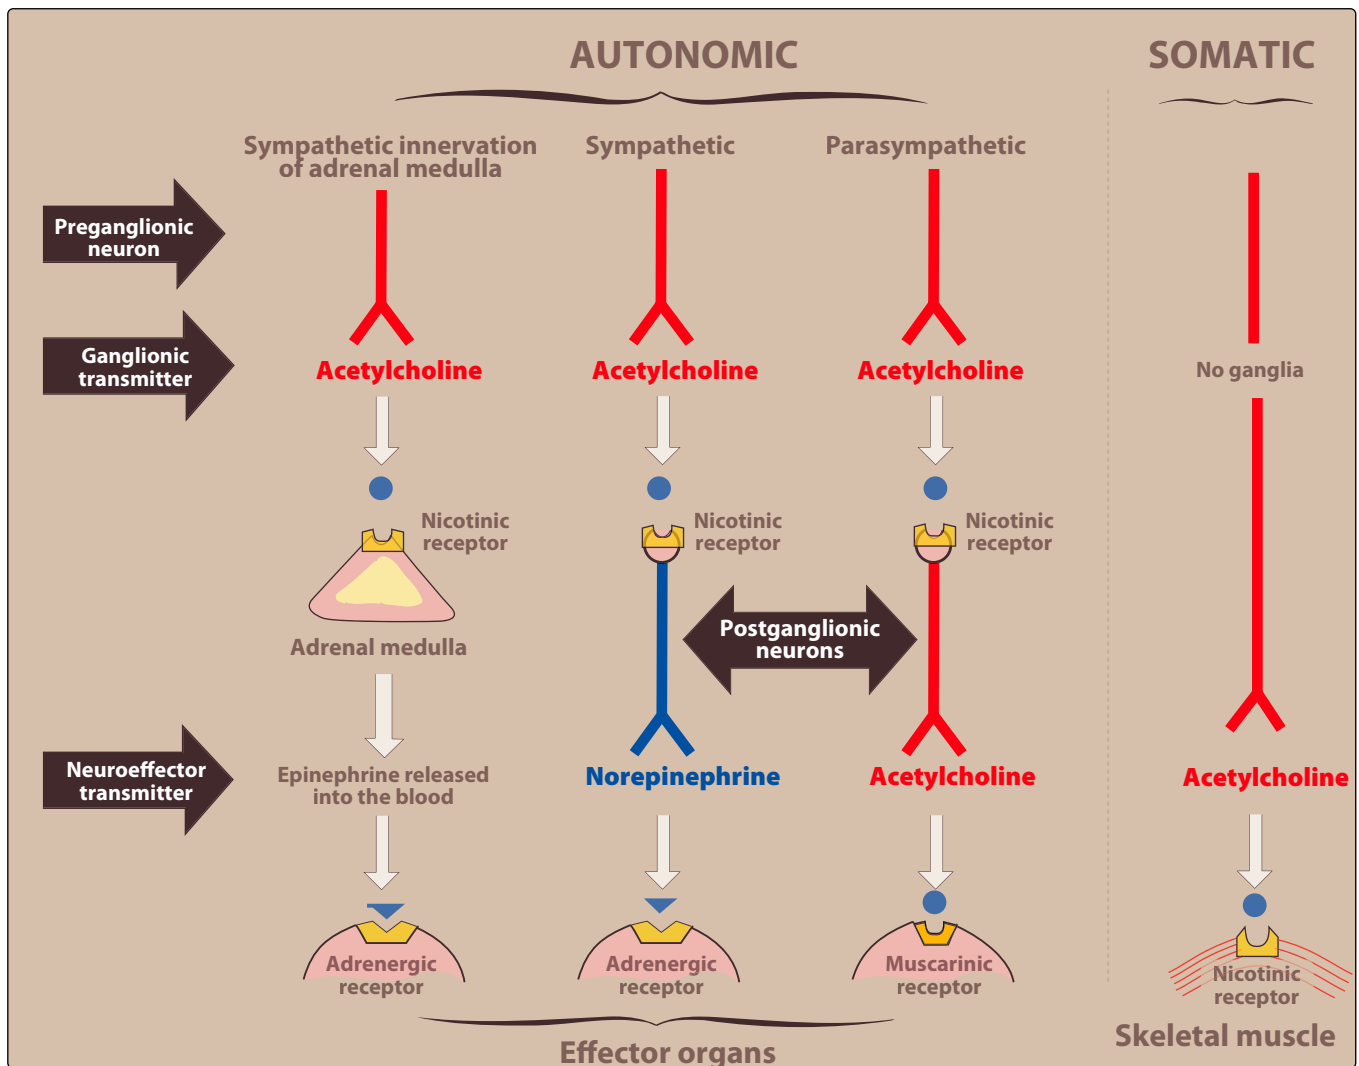 AUTONOMIC
SOMATIC
Sympathetic innervation
of adrenal medulla
Sympathetic
Parasympathetic
Preganglionic
neuron
Ganglionic
transmitter
Acetylcholine
Acetylcholine
Acetylcholine
No ganglia
Nicotinic
receptor
Nicotinic
receptor
Nicotinic
receptor
Adrenal medulla
Postganglionic
neurons
Neuroeffector
transmitter
Epinephrine released
into the blood
Norepinephrine
Acetylcholine
Acetylcholine
Adrenergic
receptor
Adrenergic
receptor
Muscarinic
receptor
Nicotinic
receptor
Skeletal muscle
Effector organs